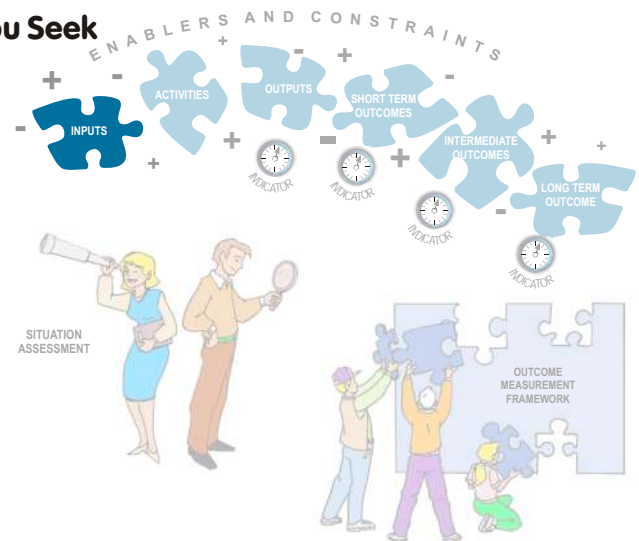 ou Seek
ENABLERS AND CONSTRAINTS
INPUTS
ACTIVITIES
OUTPUTS
SHORT TERM
OUTCOMES
INTERMEDIATE
OUTCOMES
LONG TERM
OUTCOME
INDICATOR
INDICATOR
INDICATOR
INDICATOR
SITUATION
ASSESSMENT
OUTCOME
MEASUREMENT
FRAMEWORK